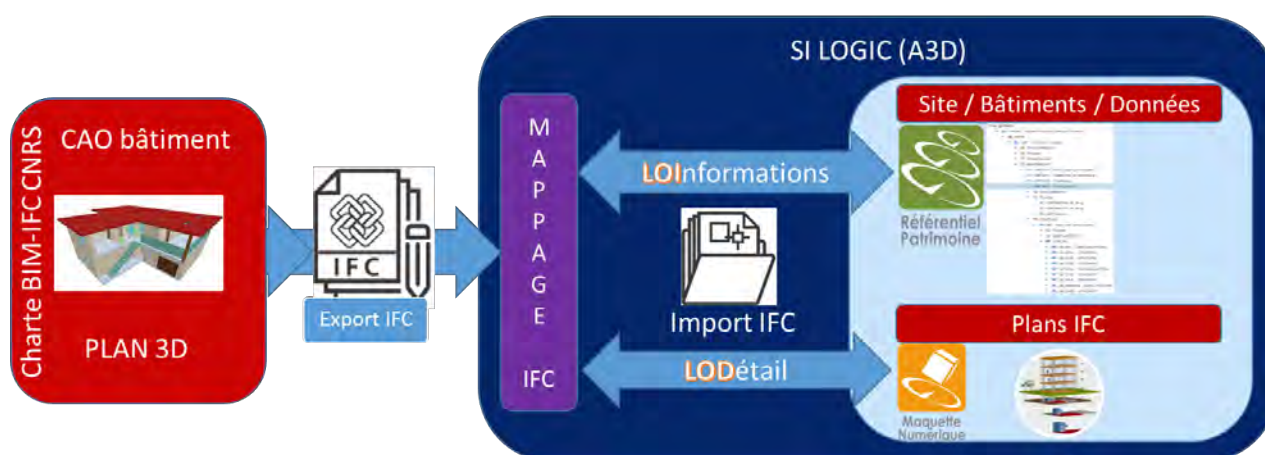 Charte BIM-IFC CNRS
CAO bâtiment
PLAN 3D
IFC
Export IFC
SI LOGIC (A3D)
M
A
P
P
A
G
E
IFC
LOInformations
Import IFC
LODétail
Site / Bâtiments / Données
Référentiel
Patrimoine
Plans IFC
Maquette
Numérique